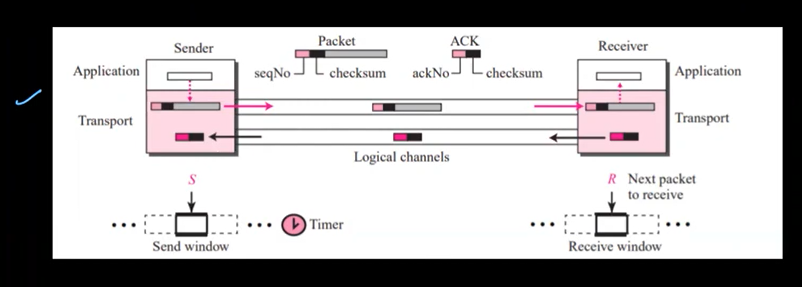 Sender
Packet
ACK
Receiver
seqNo
checksum
ackNo
checksum
Application
Application
Transport
Transport
Logical channels
S
R Next packet
to receive
Timer
Send window
Receive window